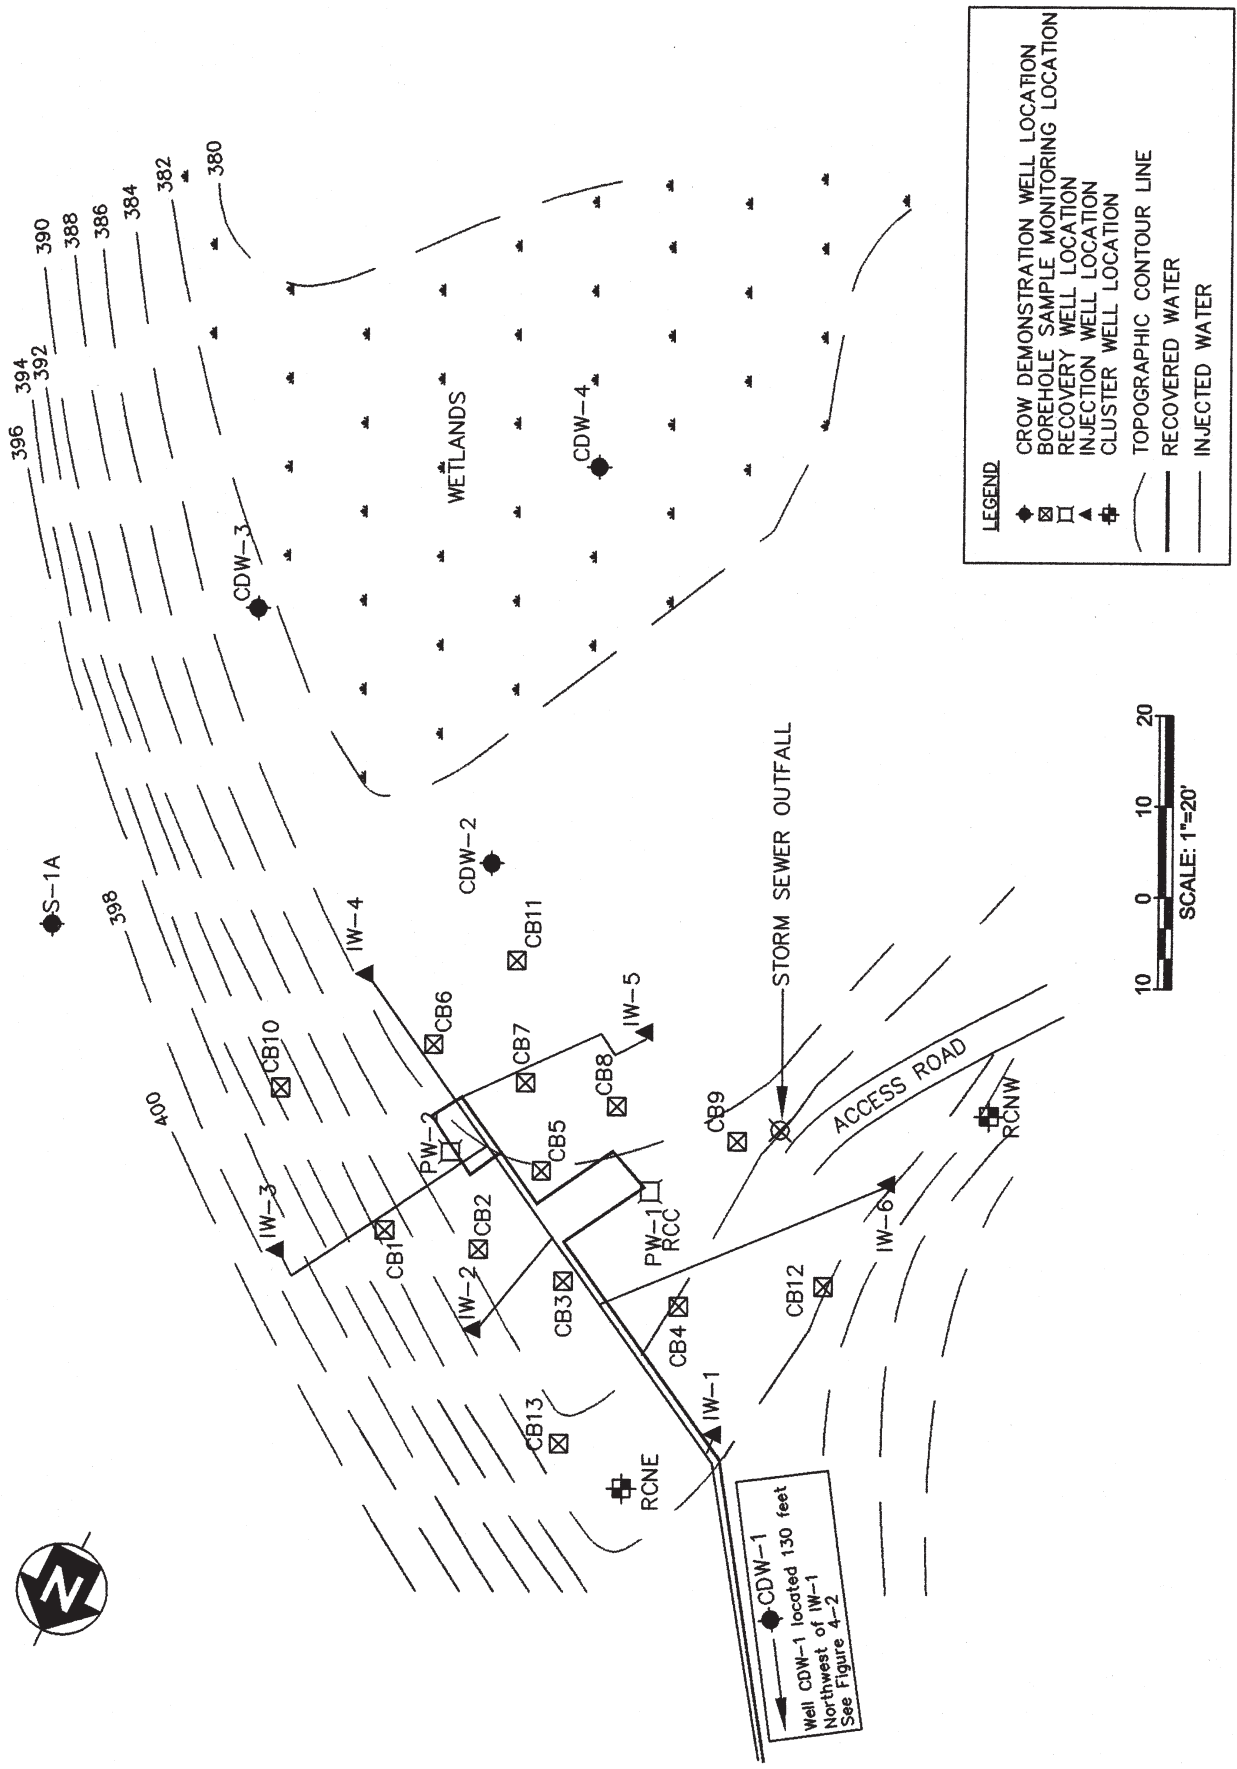 N
S-1A
400
398
396
394
392
390
388
386
384
382
380
CB10
IW-4
IW-3
CDW-3
WETLANDS
CDW-4
CDW-2
CB11
CB6
CB7
IW-5
PW-2
CB1
CB2
IW-2
CB5
CB8
CB3
PW-1
RCC
CB9
STORM SEWER OUTFALL
ACCESS ROAD
RCNW
IW-6
CB4
CB12
CB13
RCNE
IW-1
CDW-1
Well CDW-1 located 130 feet
Northwest of IW-1
See Figure 4-2
10 0 10 20
SCALE: 1"=20'
LEGEND
CROW DEMONSTRATION WELL LOCATION
BOREHOLE SAMPLE MONITORING LOCATION
RECOVERY WELL LOCATION
INJECTION WELL LOCATION
CLUSTER WELL LOCATION
TOPOGRAPHIC CONTOUR LINE
RECOVERED WATER
INJECTED WATER